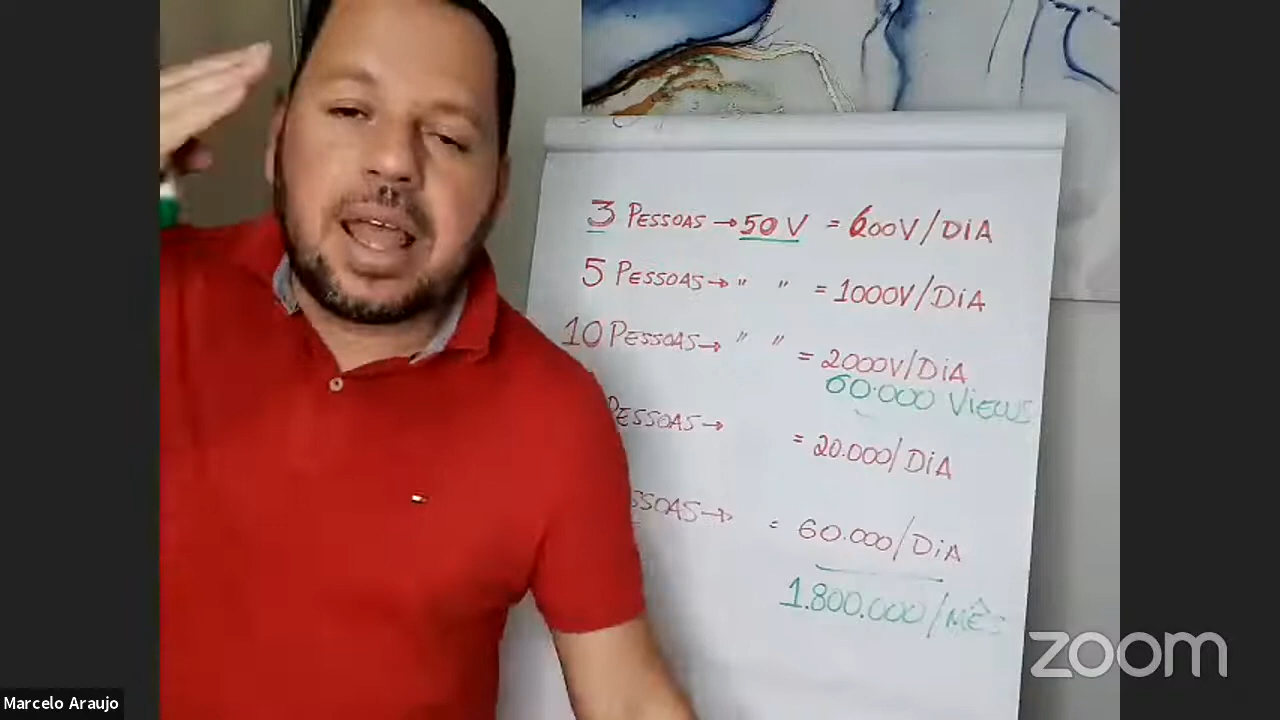 3 PESSOAS → 50 V = 600V/DIA
5 PESSOAS → " " = 1000V/DIA
10 PESSOAS → " " = 2000V/DIA
60.000 VIEWS
PESSOAS → = 20.000/DIA
SSOAS → = 60.000/DIA
1.800.000/MÊS
zoom
Marcelo Araujo